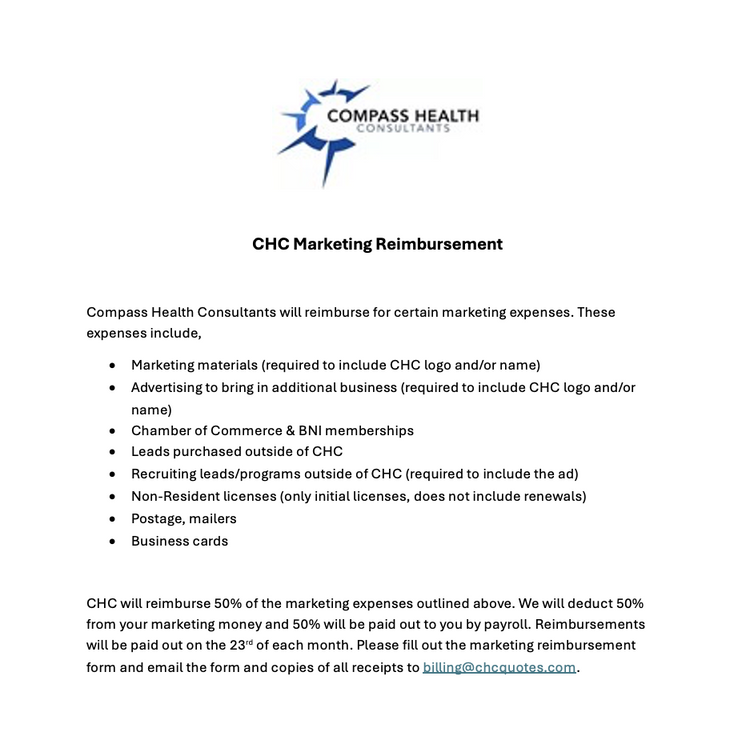 COMPASS HEALTH
CONSULTANTS
CHC Marketing Reimbursement
Compass Health Consultants will reimburse for certain marketing expenses. These
expenses include,
• Marketing materials (required to include CHC logo and/or name)
• Advertising to bring in additional business (required to include CHC logo and/or
name)
• Chamber of Commerce & BNI memberships
• Leads purchased outside of CHC
• Recruiting leads/programs outside of CHC (required to include the ad)
• Non-Resident licenses (only initial licenses, does not include renewals)
• Postage, mailers
• Business cards
CHC will reimburse 50% of the marketing expenses outlined above. We will deduct 50%
from your marketing money and 50% will be paid out to you by payroll. Reimbursements
will be paid out on the 23rd of each month. Please fill out the marketing reimbursement
form and email the form and copies of all receipts to billing@chcquotes.com.